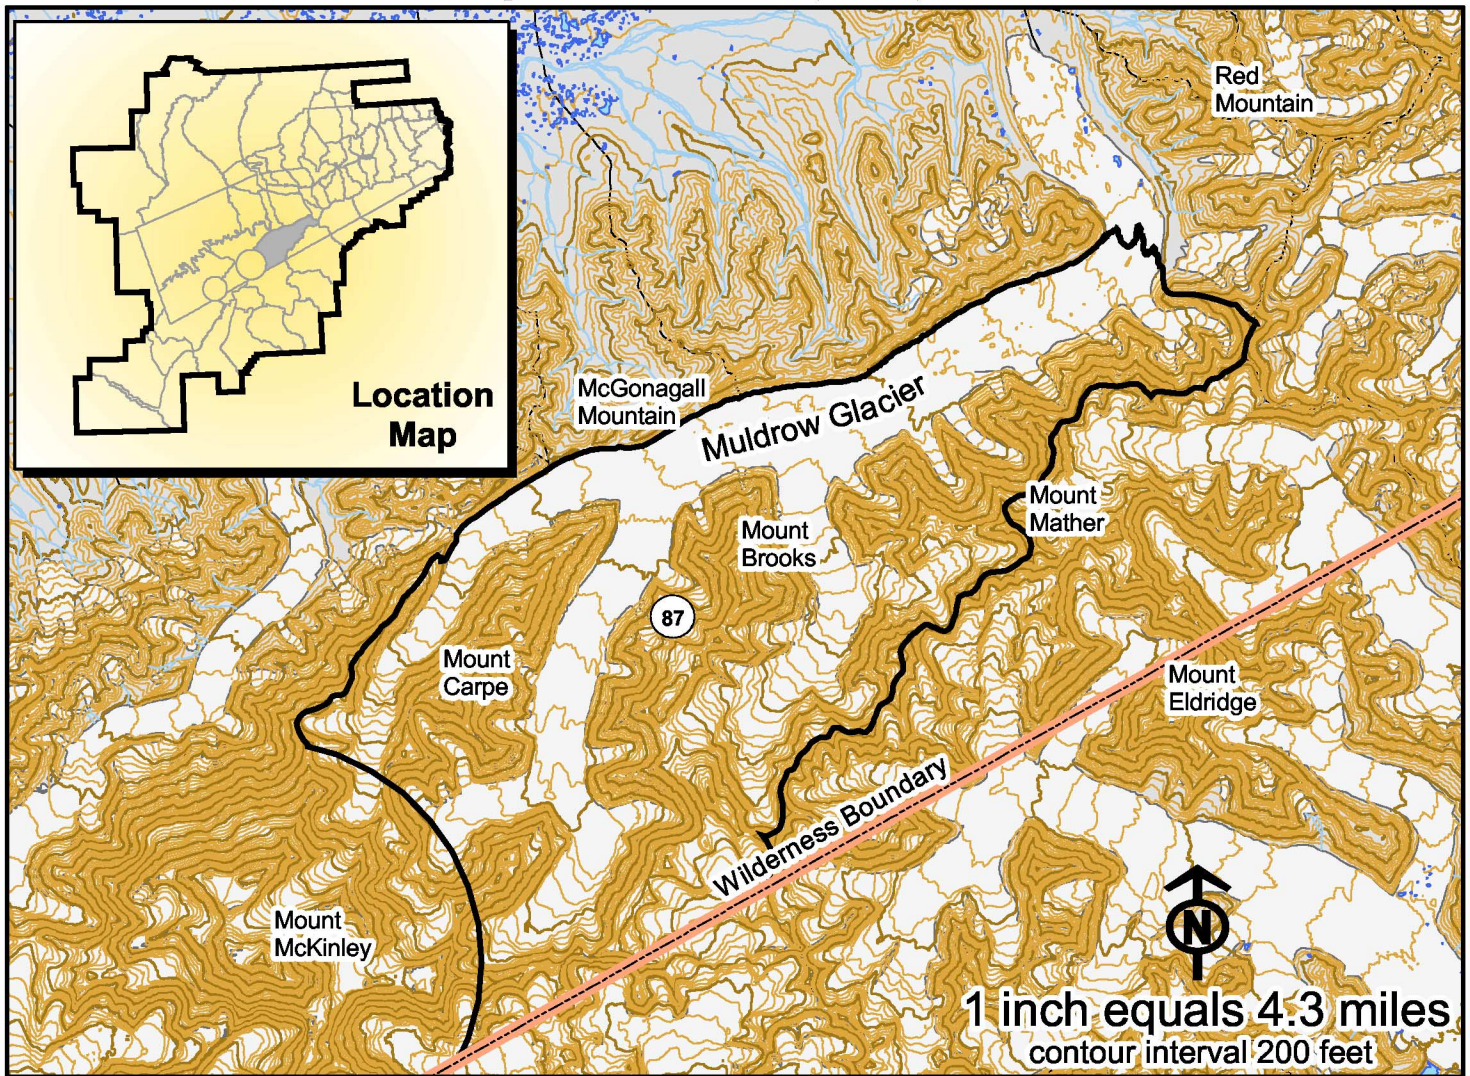 Location
Map
Red
Mountain
McGonagall
Mountain
Muldrow Glacier
Mount
Mather
Mount
Brooks
87
Mount
Carpe
Mount
Eldridge
Wilderness Boundary
Mount
McKinley
N
1 inch equals 4.3 miles
contour interval 200 feet